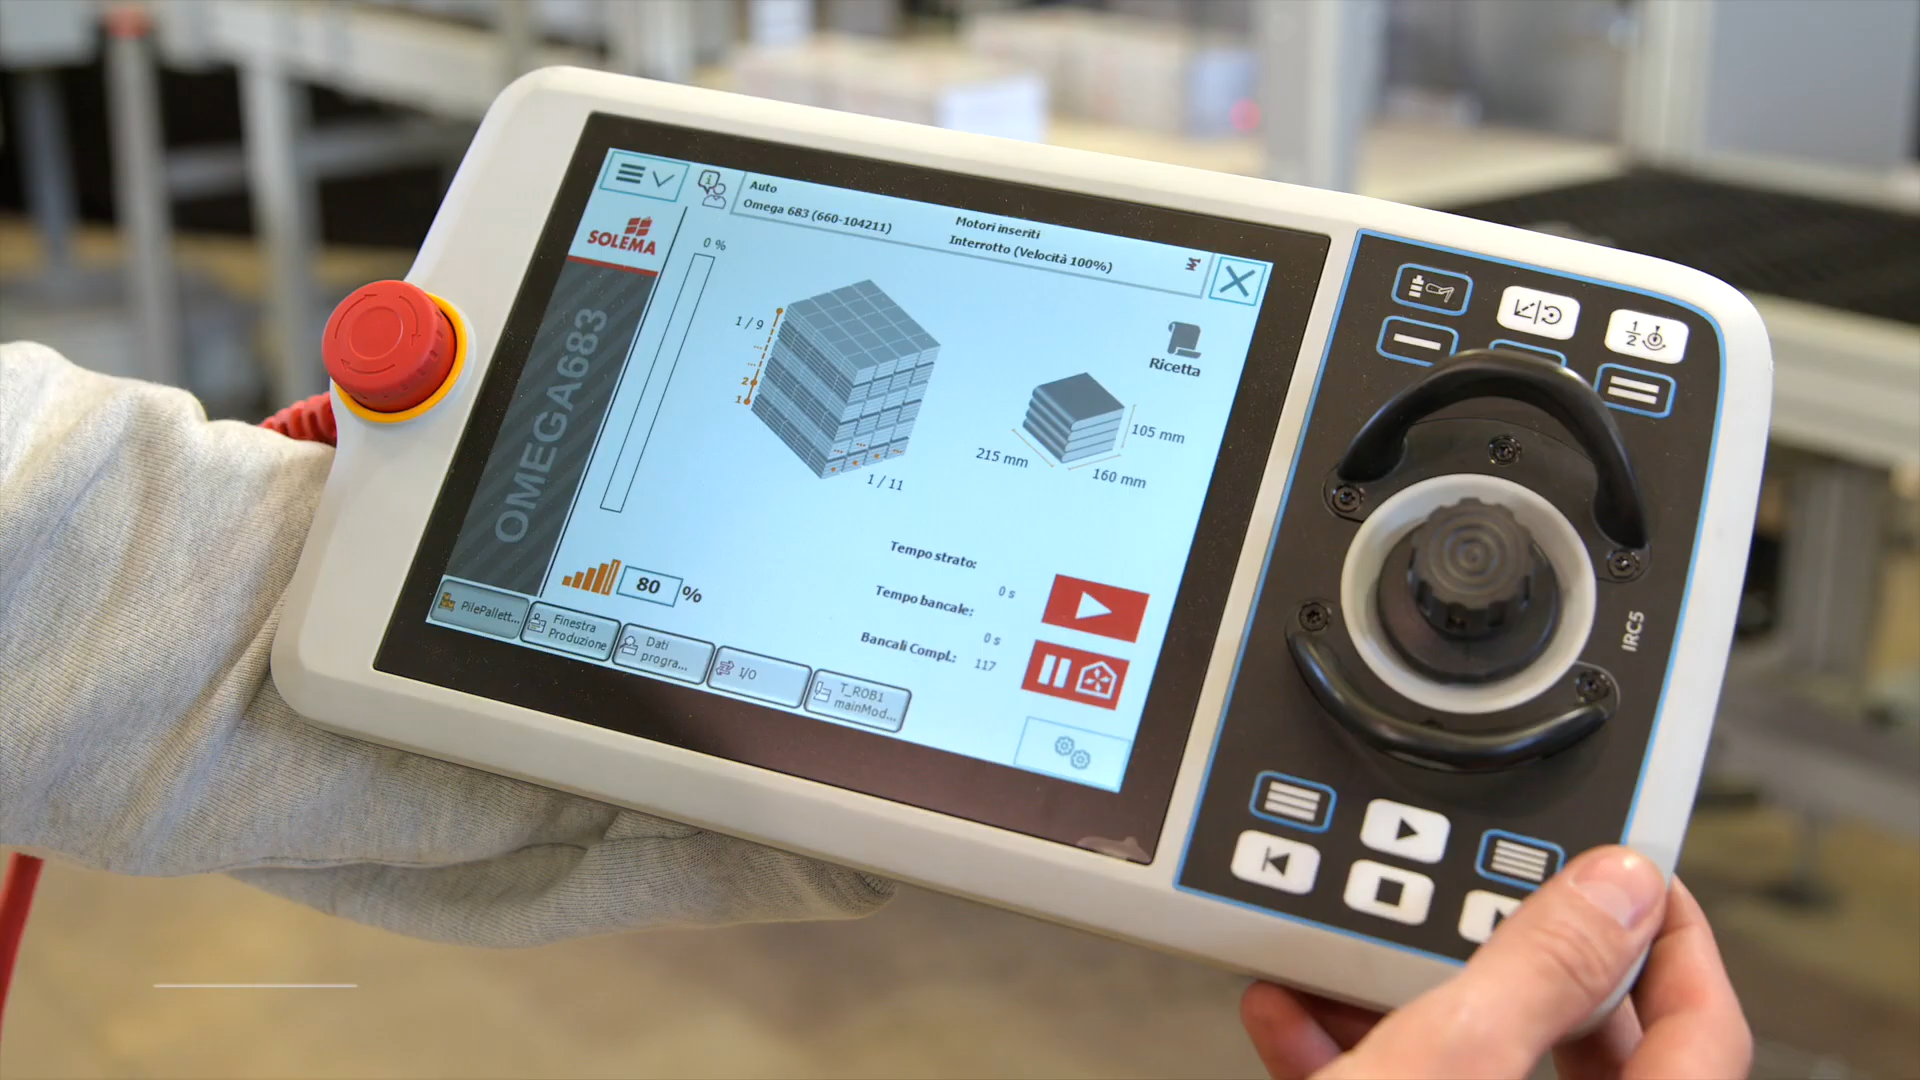 Auto
Omega 683 (660-104211)
Motori inseriti
Interrotto (Velocità 100%)
SOLEMA
OMEGA683
0 %
1 / 9
2
1
1 / 11
Ricetta
105 mm
215 mm
160 mm
Tempo strato:
0 s
Tempo bancale:
0 s
Bancali Compl.:
117
80 %
PilePallett...
Finestra
Produzione
Dati
progra...
I/O
T_ROB1
mainMod...
1
2
IRC5